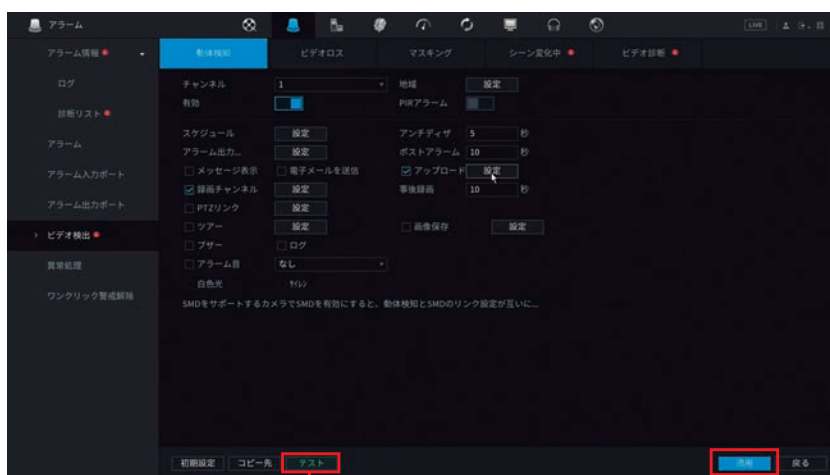 アラーム
LIVE
アラーム情報
動体検知 ビデオロス マスキング シーン変化中 ビデオ診断
ログ
診断リスト
アラーム
アラーム入力ポート
アラーム出力ポート
ビデオ検出
異常処理
ワンクリック警戒解除
チャンネル 1 地域 設定
有効 PIRアラーム
スケジュール 設定 アンチディザ 5 秒
アラーム出力... 設定 ポストアラーム 10 秒
メッセージ表示 電子メールを送信 アップロード 設定
録画チャンネル 設定 事後録画 10 秒
PTZリンク 設定
ツアー 設定 画像保存 設定
ブザー ログ
アラーム音 なし
白色光 サイレン
SMDをサポートするカメラでSMDを有効にすると、動体検知とSMDのリンク設定が互いに...
初期設定 コピー先 テスト 適用 戻る